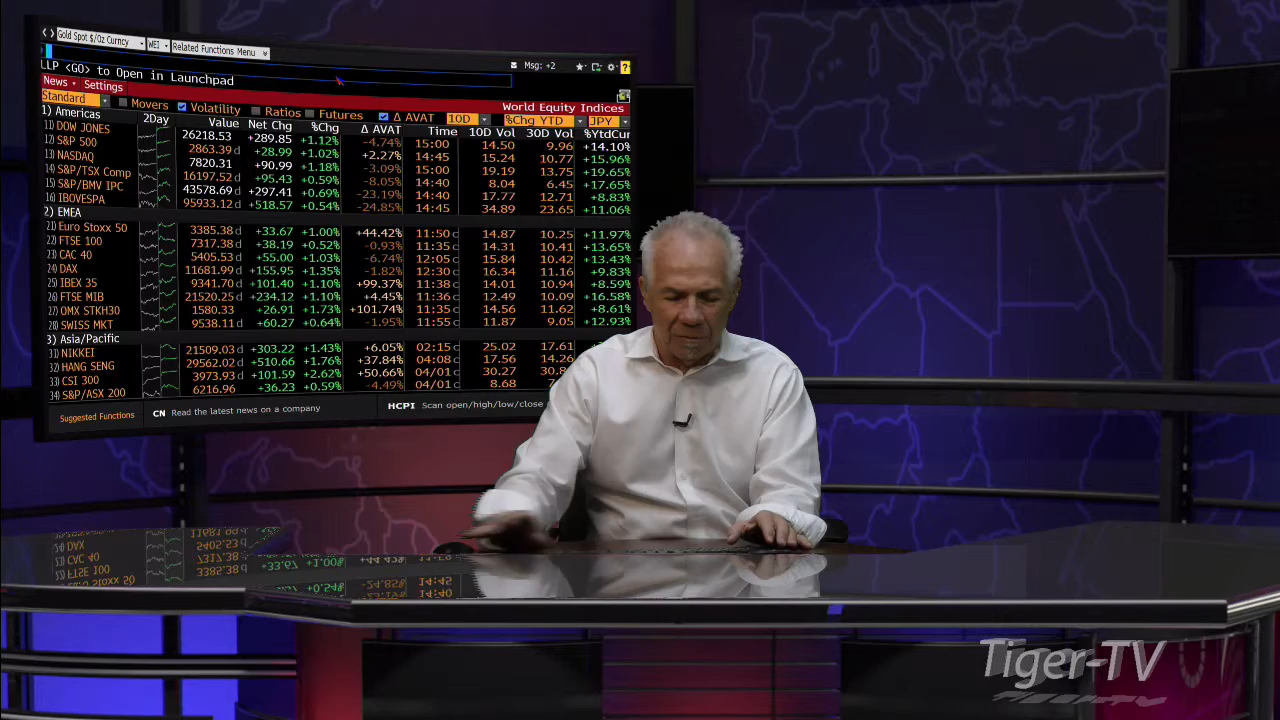 Gold Spot $/Oz Curncy WEI Related Functions Menu
Msg: +2
LLP <GO> to Open in Launchpad
News Settings
World Equity Indices
Standard Movers Volatility Ratios Futures Δ AVAT 10D %Chg YTD JPY
1) Americas 2Day Value Net Chg %Chg Δ AVAT Time 10D Vol 30D Vol %YtdCur
11) DOW JONES 26218.53 +289.85 +1.12% -4.74% 15:00 14.50 9.96 +14.10%
12) S&P 500 2863.39 d +28.99 +1.02% +2.27% 14:45 15.24 10.77 +15.96%
13) NASDAQ 7820.31 +90.99 +1.18% -3.09% 15:00 19.19 13.75 +19.65%
14) S&P/TSX Comp 16197.52 d +95.43 +0.59% -8.05% 14:40 8.04 6.45 +17.65%
15) S&P/BMV IPC 43578.69 d +297.41 +0.69% -23.19% 14:40 17.77 12.71 +8.83%
16) IBOVESPA 95933.12 d +518.57 +0.54% -24.85% 14:45 34.89 23.65 +11.06%
2) EMEA
21) Euro Stoxx 50 3385.38 d +33.67 +1.00% +44.42% 11:50 c 14.87 10.25 +11.97%
22) FTSE 100 7317.38 d +38.19 +0.52% -0.93% 11:35 c 14.31 10.41 +13.65%
23) CAC 40 5405.53 d +55.00 +1.03% -6.74% 12:05 c 15.84 10.42 +13.43%
24) DAX 11681.99 d +155.95 +1.35% -1.82% 12:30 c 16.34 11.16 +9.83%
25) IBEX 35 9341.70 d +101.40 +1.10% +99.37% 11:38 c 14.01 10.94 +8.59%
26) FTSE MIB 21520.25 d +234.12 +1.10% +4.45% 11:36 c 12.49 10.09 +16.58%
27) OMX STKH30 1580.33 +26.91 +1.73% +101.74% 11:36 c 14.56 11.62 +8.61%
28) SWISS MKT 9538.11 d +60.27 +0.64% -1.95% 11:55 c 11.87 9.05 +12.93%
3) Asia/Pacific
31) NIKKEI 21509.03 d +303.22 +1.43% +6.05% 02:15 c 25.02 17.61
32) HANG SENG 29562.02 d +510.66 +1.76% +37.84% 04:08 c 17.56 14.26
33) CSI 300 3973.93 d +101.59 +2.62% +50.66% 04/01 c 30.27 30.8
34) S&P/ASX 200 6216.96 +36.23 +0.59% -4.49% 04/01 c 8.68
Suggested Functions CN Read the latest news on a company HCPI Scan open/high/low/close
Tiger-TV